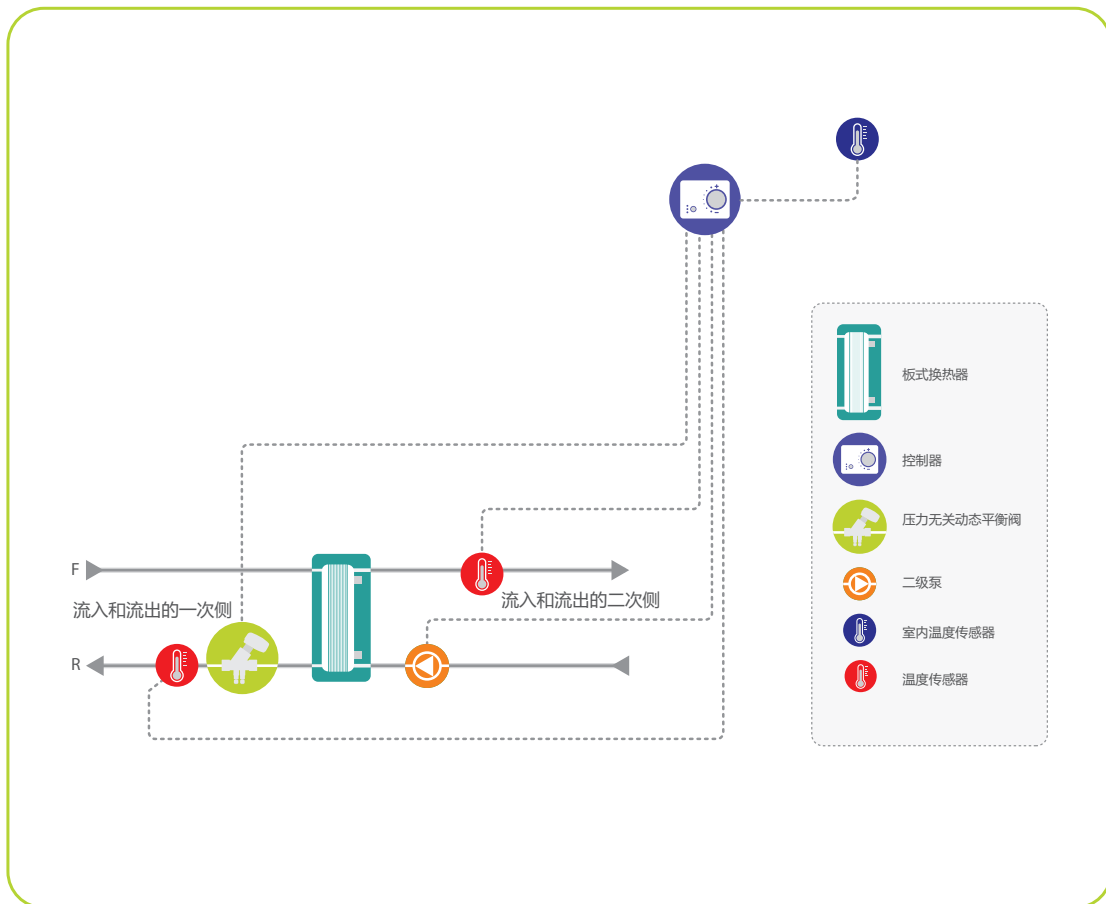 F
流入和流出的一次侧
流入和流出的二次侧
R
板式换热器
控制器
压力无关动态平衡阀
二级泵
室内温度传感器
温度传感器